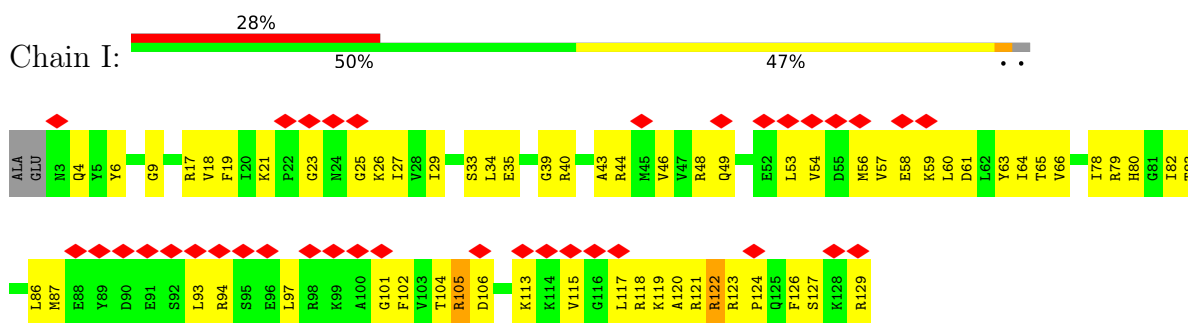 28%
Chain I:
50% 47% • •
ALA GLU N3 Q4 Y5 Y6 G9 R17 V18 F19 I20 K21 P22 G23 N24 G25 K26 I27 V28 I29 S33 L34 E35 G39 R40 A43 R44 M45 V46 V47 R48 Q49 E52 L53 V54 D55 M56 V57 E58 K59 L60 D61 L62 Y63 I64 T65 V66 I78 R79 H80 G81 I82
L86 M87 E88 Y89 D90 E91 S92 L93 R94 S95 E96 L97 R98 K99 A100 G101 F102 V103 T104 R105 D106 K113 K114 V115 G116 L117 R118 K119 A120 R121 R122 R123 P124 Q125 F126 S127 K128 R129